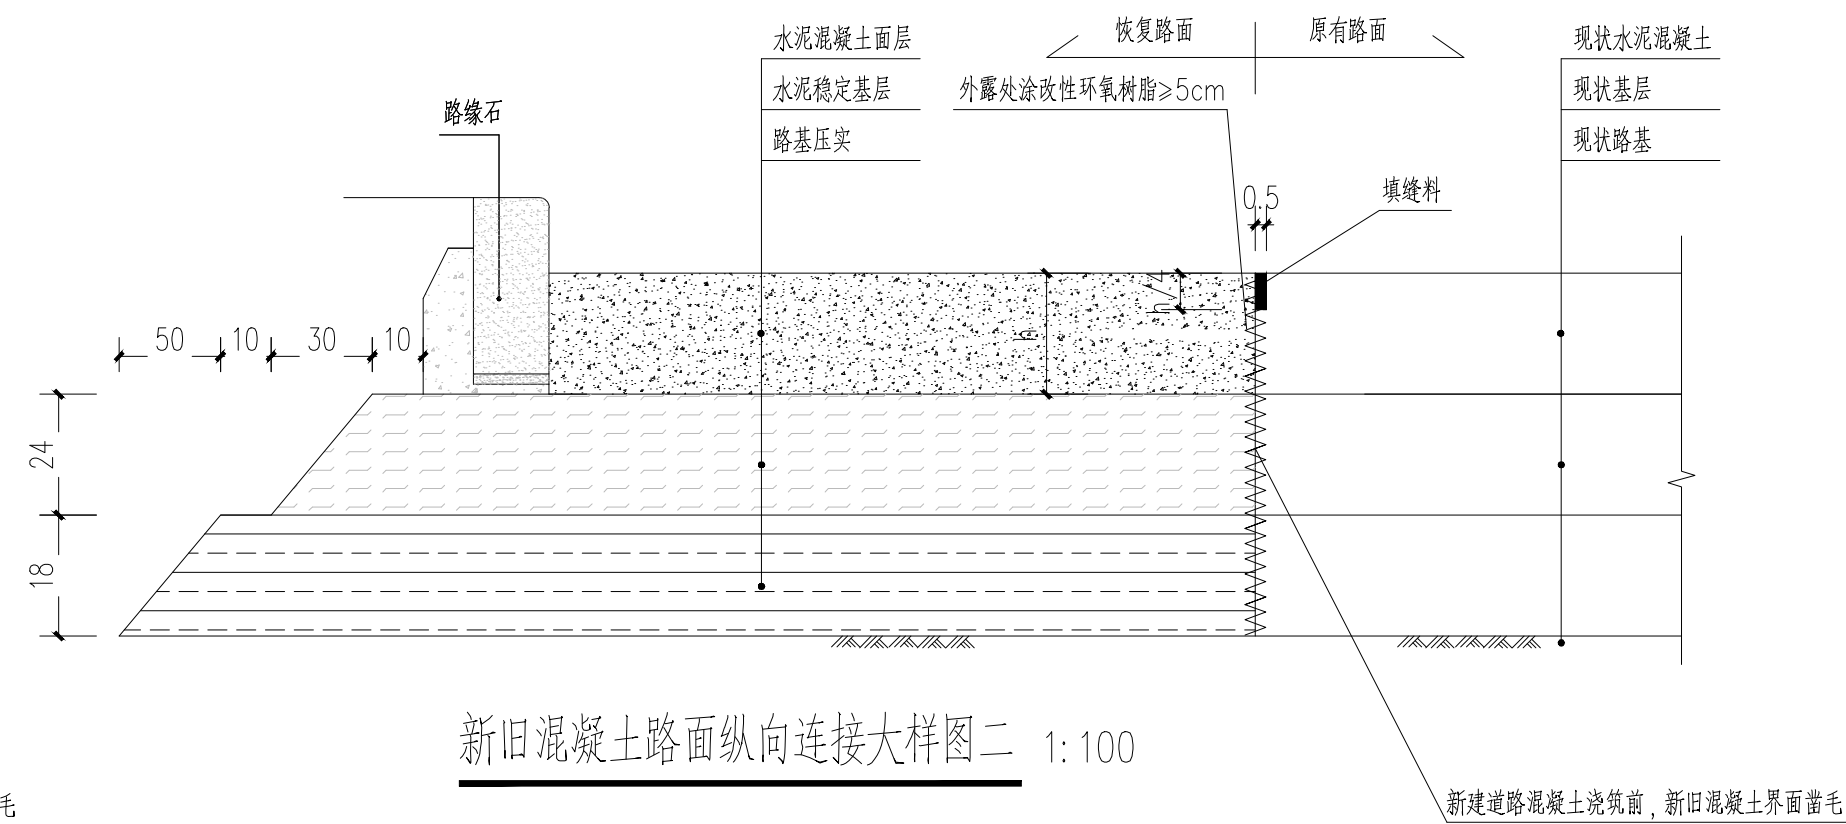 恢复路面
原有路面
水泥混凝土面层
水泥稳定基层
路基压实
外露处涂改性环氧树脂≥5cm
现状水泥混凝土
现状基层
现状路基
路缘石
填缝料
0.5
h/4
h
50
10
30
10
24
18
新旧混凝土路面纵向连接大样图二 1:100
新建道路混凝土浇筑前,新旧混凝土界面凿毛
毛